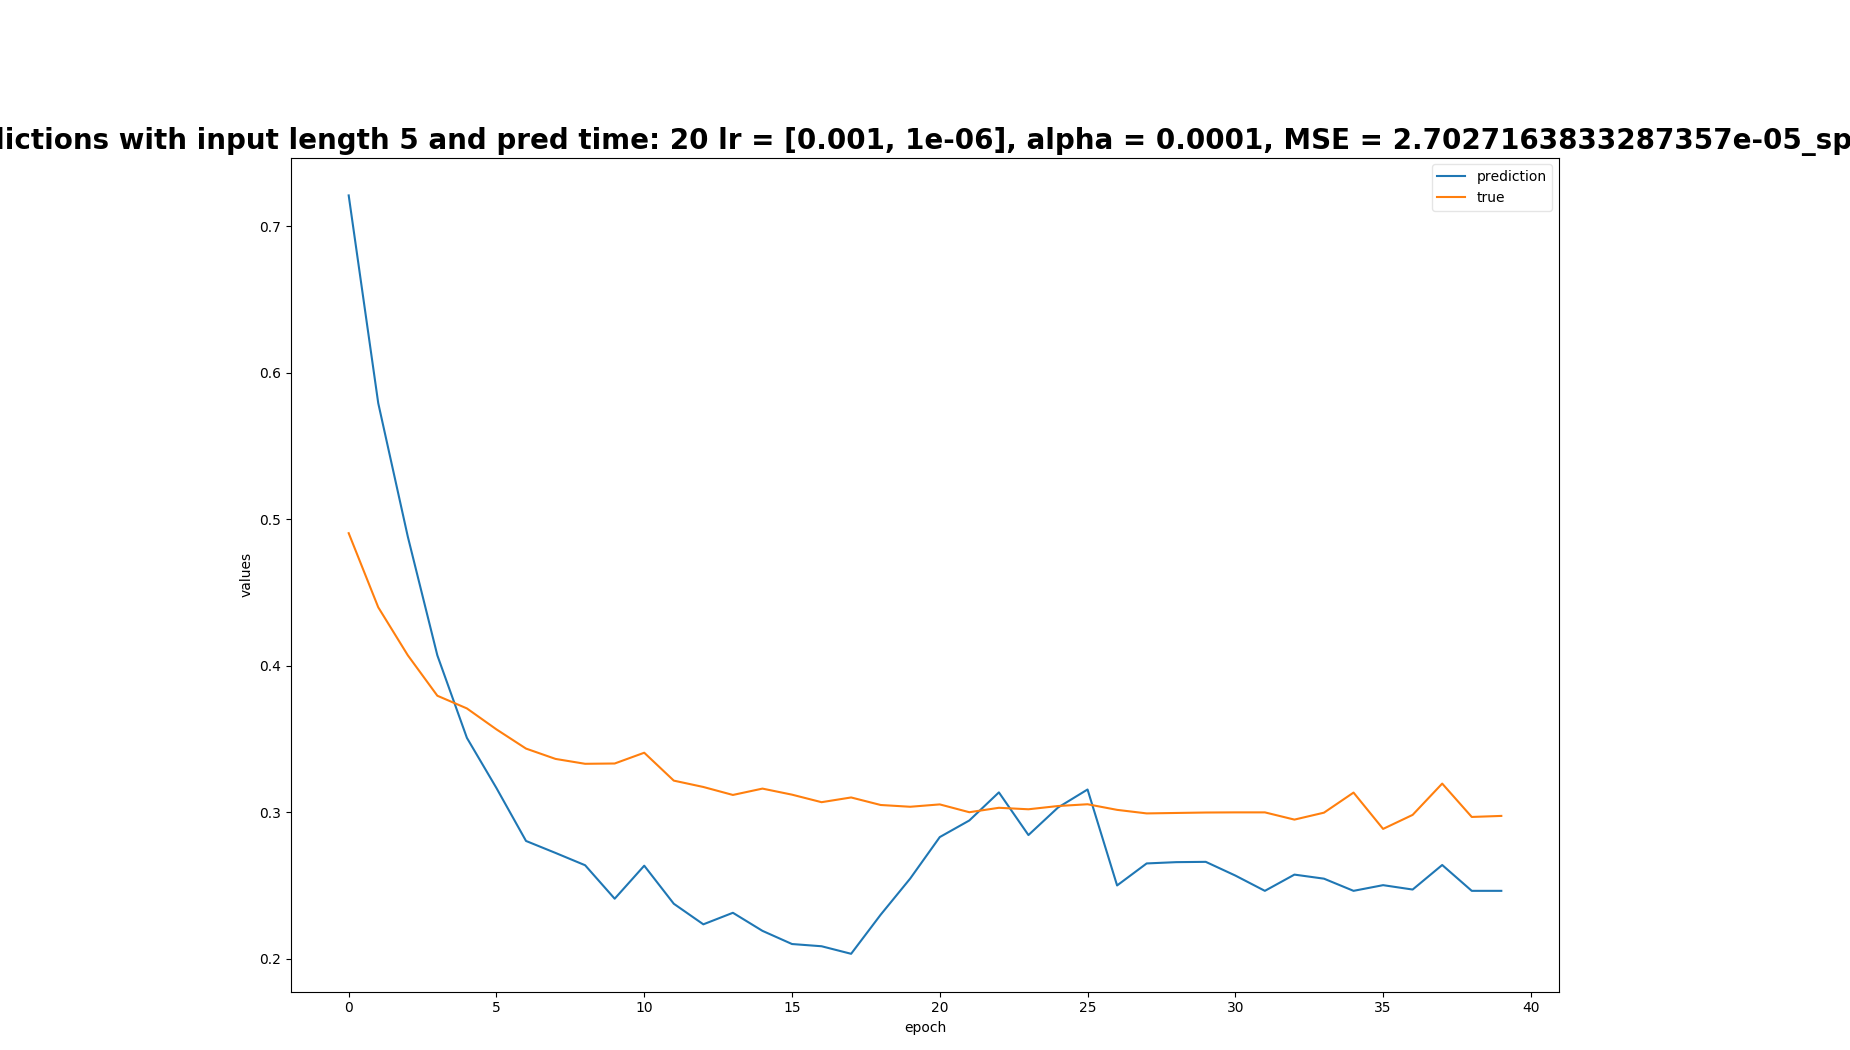 dictions with input length 5 and pred time: 20 lr = [0.001, 1e-06], alpha = 0.0001, MSE = 2.7027163833287357e-05_sp
prediction
true
0.7
0.6
0.5
0.4
0.3
0.2
values
0 5 10 15 20 25 30 35 40
epoch